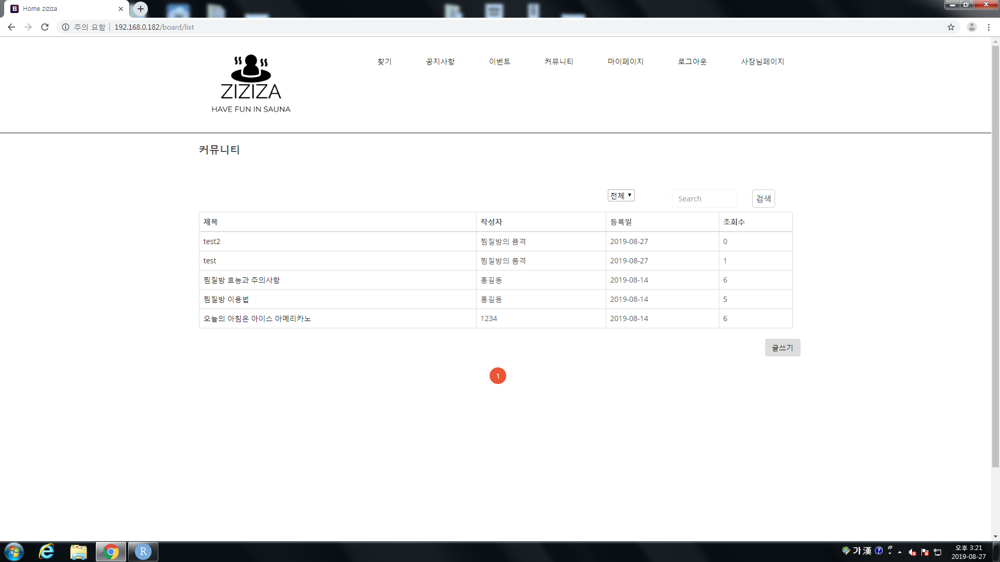 Home ziziza
주의 요함 192.168.0.182/board/list
ZIZIZA
HAVE FUN IN SAUNA
찾기 공지사항 이벤트 커뮤니티 마이페이지 로그아웃 사장님페이지
커뮤니티
전체 Search 검색
제목 작성자 등록일 조회수
test2 찜질방의 품격 2019-08-27 0
test 찜질방의 품격 2019-08-27 1
찜질방 효능과 주의사항 홍길동 2019-08-14 6
찜질방 이용법 홍길동 2019-08-14 5
오늘의 아침은 아이스 아메리카노 1234 2019-08-14 6
글쓰기
1
가 漢 오후 3:21
2019-08-27